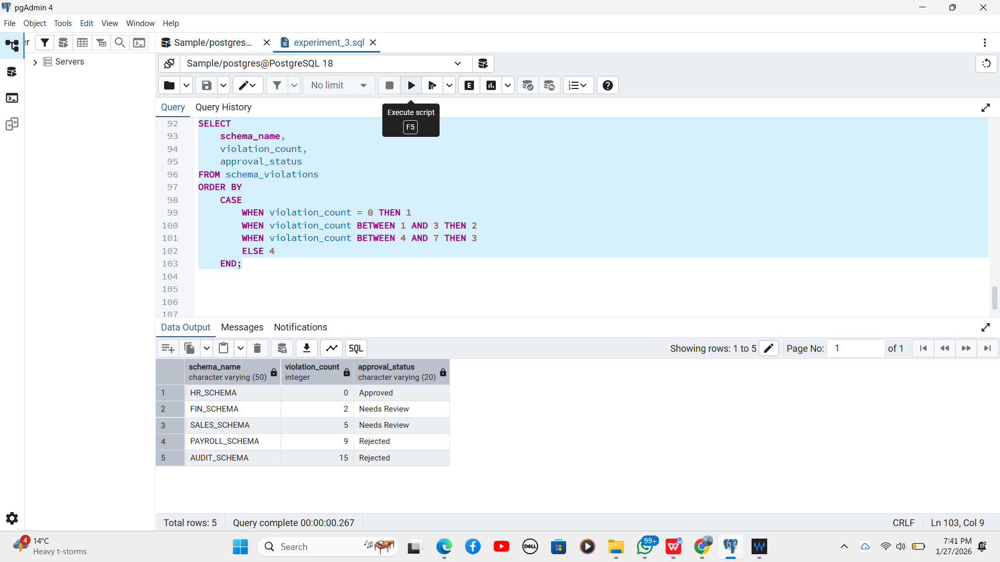 pgAdmin 4
File Object Tools Edit View Window Help
er
Sample/postgres...
experiment_3.sql
Servers
Sample/postgres@PostgreSQL 18
No limit
E
Query Query History
Execute script
F5
92 SELECT
93 schema_name,
94 violation_count,
95 approval_status
96 FROM schema_violations
97 ORDER BY
98 CASE
99 WHEN violation_count = 0 THEN 1
100 WHEN violation_count BETWEEN 1 AND 3 THEN 2
101 WHEN violation_count BETWEEN 4 AND 7 THEN 3
102 ELSE 4
103 END;
104
105
106
107
Data Output Messages Notifications
SQL
Showing rows: 1 to 5
Page No: 1 of 1
schema_name violation_count approval_status
character varying (50) integer character varying (20)
1 HR_SCHEMA 0 Approved
2 FIN_SCHEMA 2 Needs Review
3 SALES_SCHEMA 5 Needs Review
4 PAYROLL_SCHEMA 9 Rejected
5 AUDIT_SCHEMA 15 Rejected
Total rows: 5 Query complete 00:00:00.267 CRLF Ln 103, Col 9
4
14°C
Heavy t-storms
Search
DELL
99+
W
7:41 PM
1/27/2026